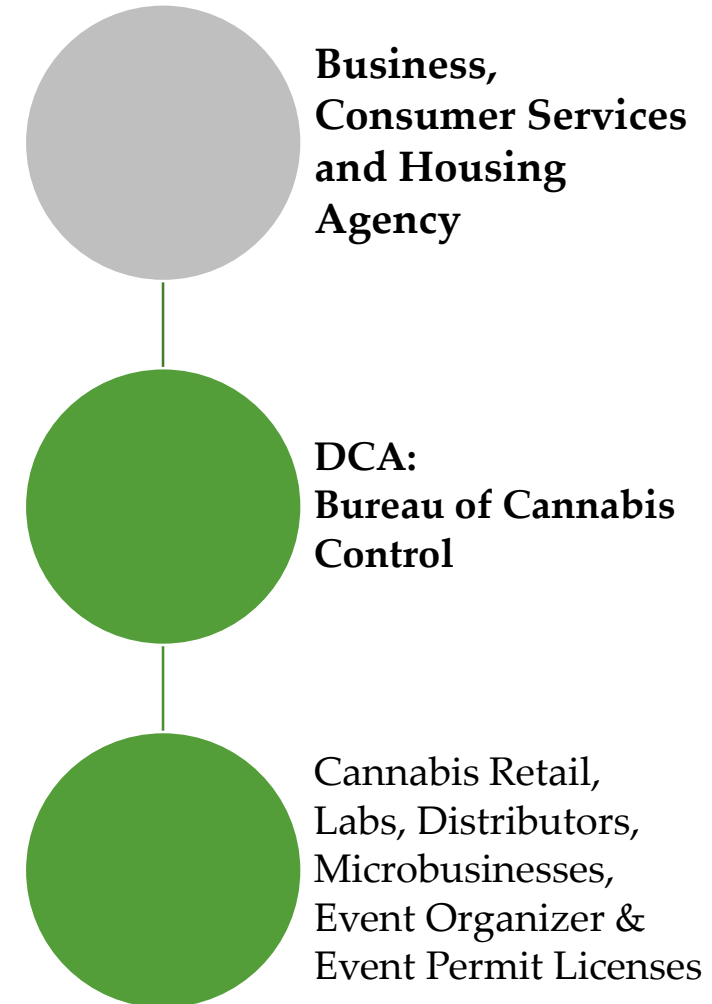 Business,
Consumer Services
and Housing
Agency
DCA:
Bureau of Cannabis
Control
Cannabis Retail,
Labs, Distributors,
Microbusinesses,
Event Organizer &
Event Permit Licenses